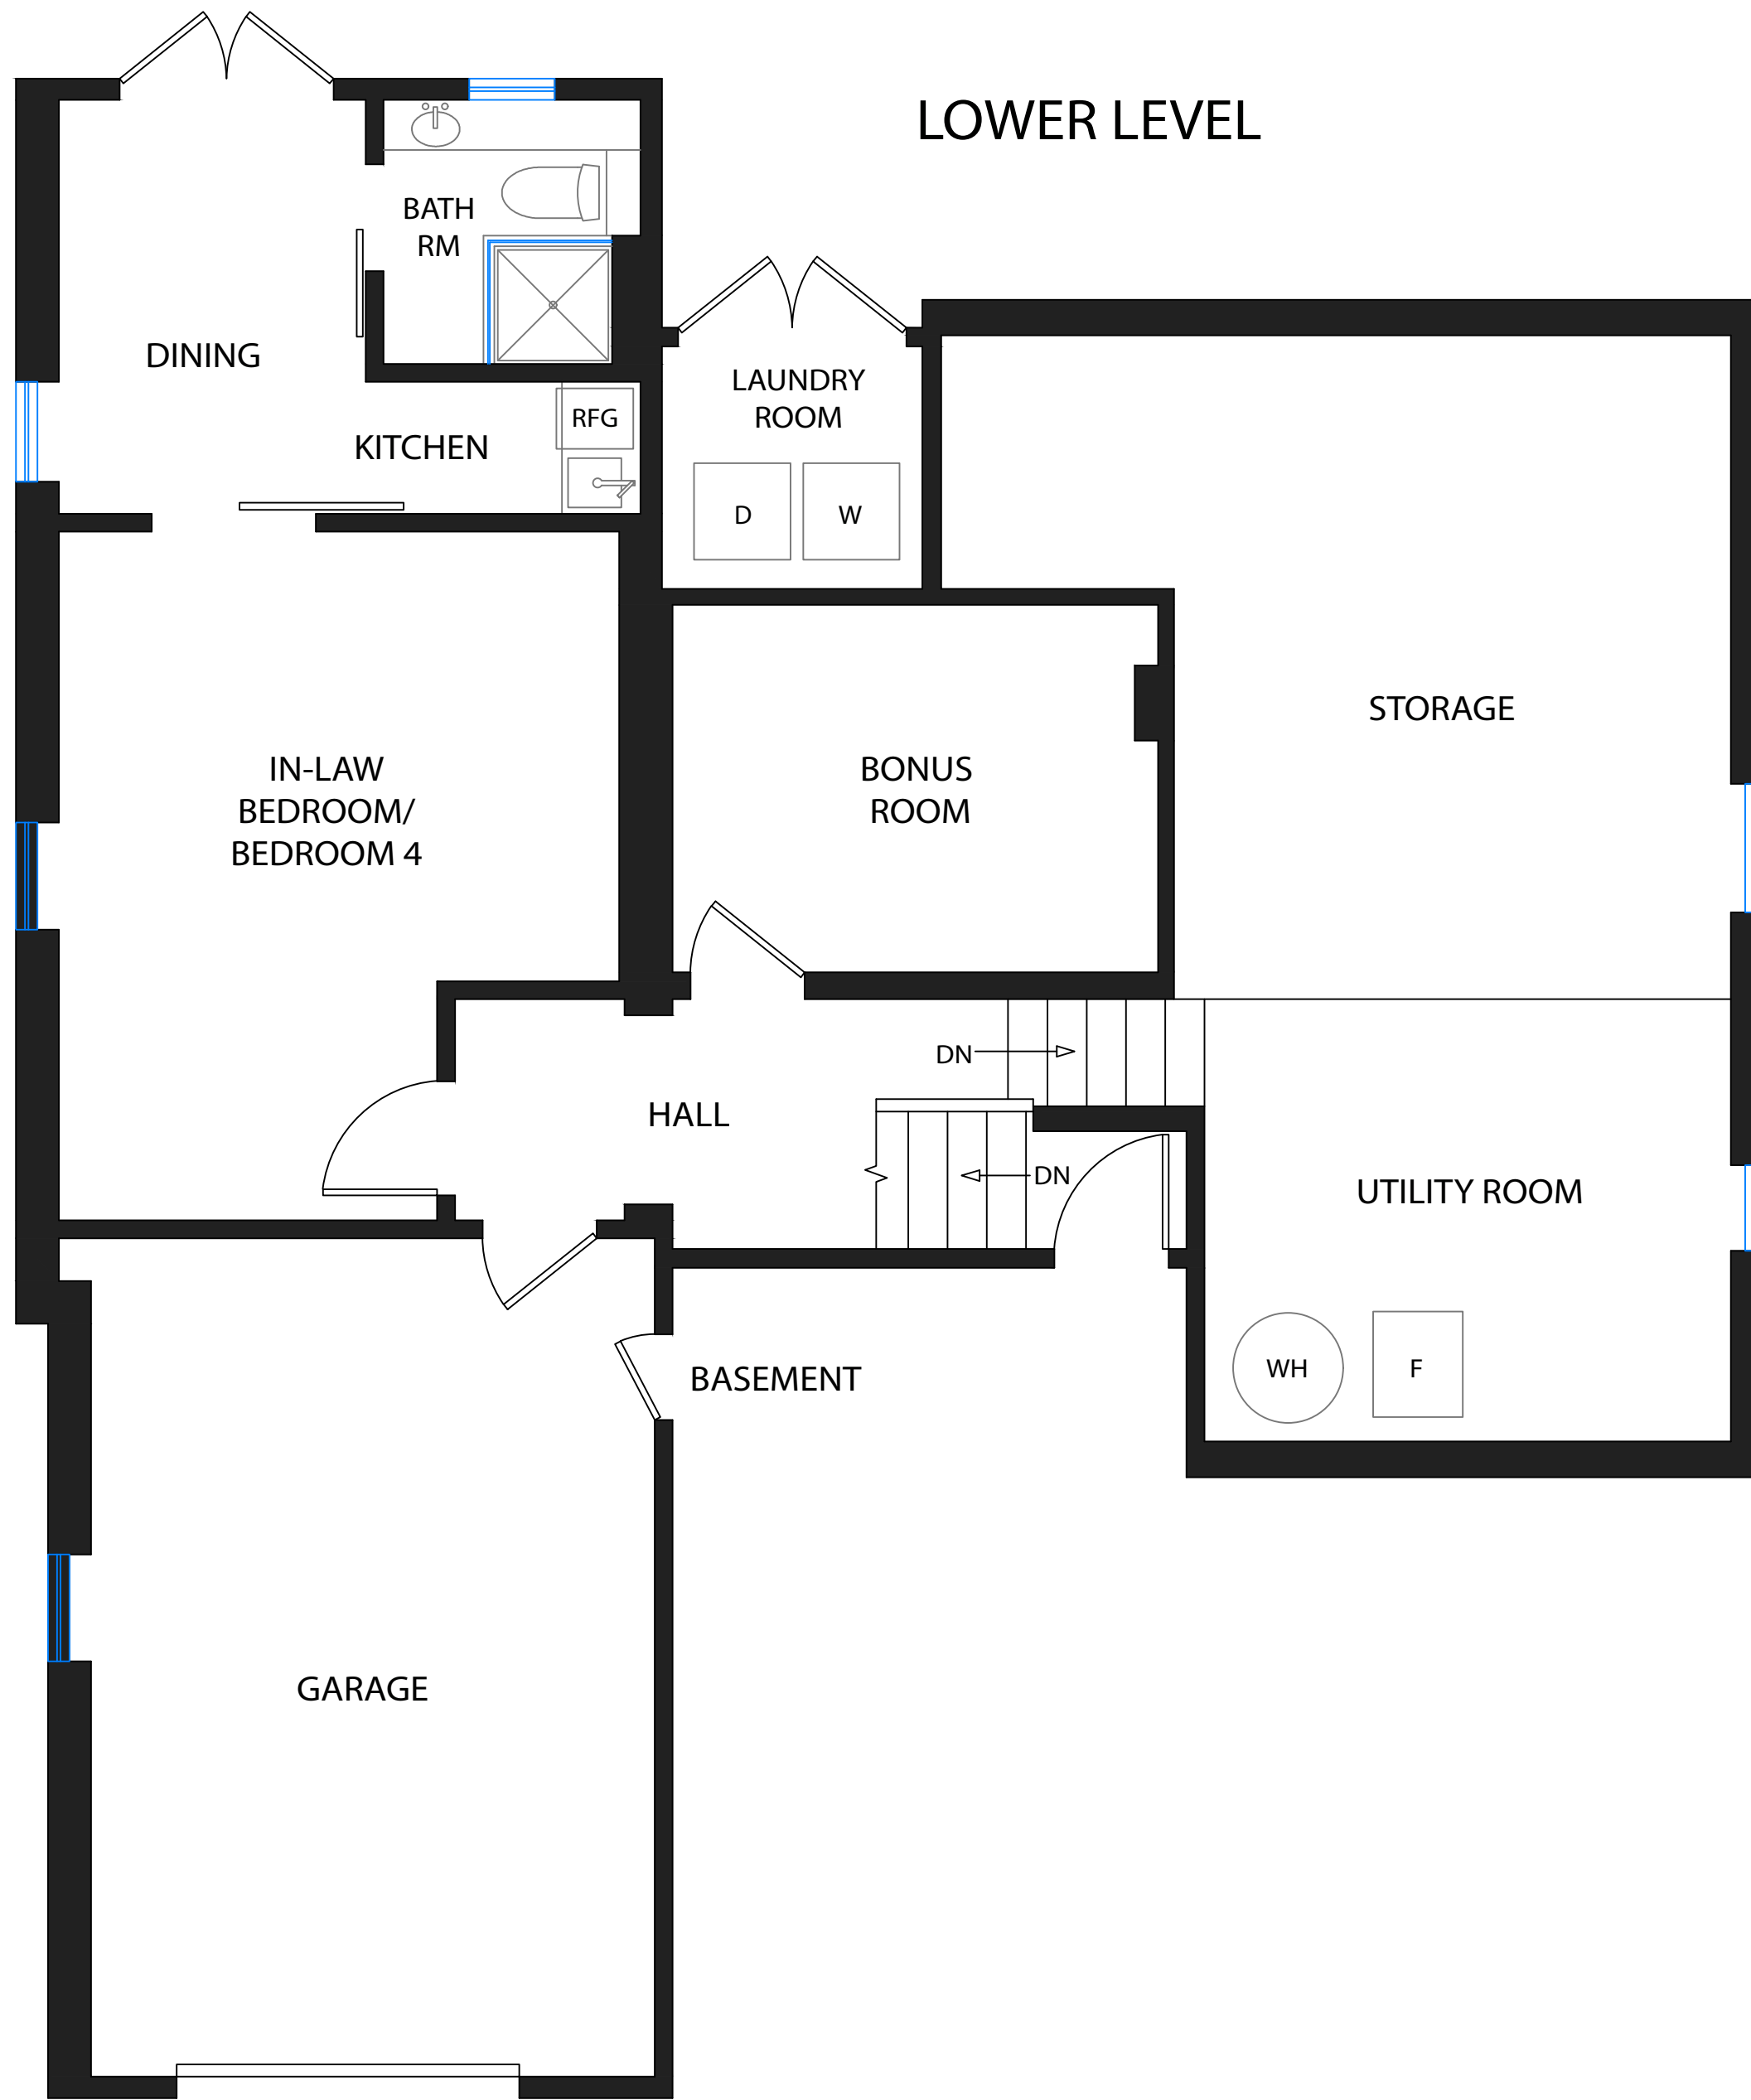 LOWER LEVEL
BATH
RM
DINING
LAUNDRY
ROOM
RFG
KITCHEN
D
W
STORAGE
IN-LAW
BEDROOM/
BEDROOM 4
BONUS
ROOM
DN
HALL
DN
UTILITY ROOM
WH
F
BASEMENT
GARAGE